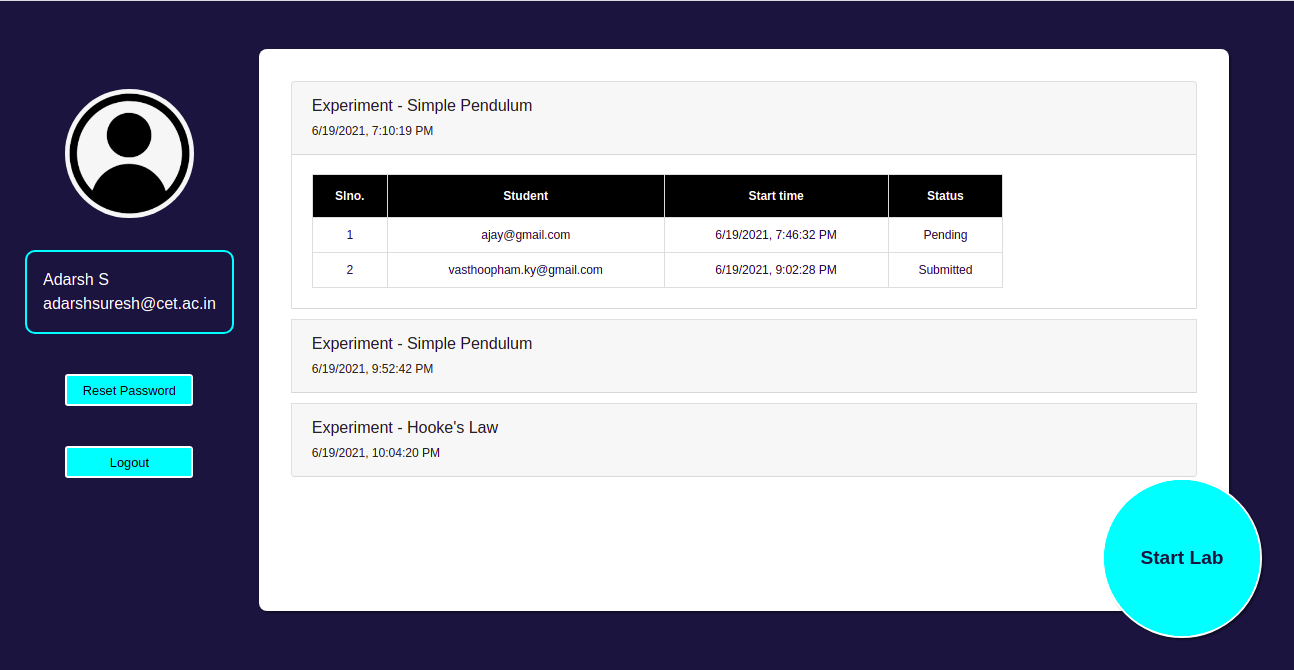 Adarsh S
adarshsuresh@cet.ac.in
Reset Password
Logout
Experiment - Simple Pendulum
6/19/2021, 7:10:19 PM
Slno. Student Start time Status
1 ajay@gmail.com 6/19/2021, 7:46:32 PM Pending
2 vasthoopham.ky@gmail.com 6/19/2021, 9:02:28 PM Submitted
Experiment - Simple Pendulum
6/19/2021, 9:52:42 PM
Experiment - Hooke's Law
6/19/2021, 10:04:20 PM
Start Lab